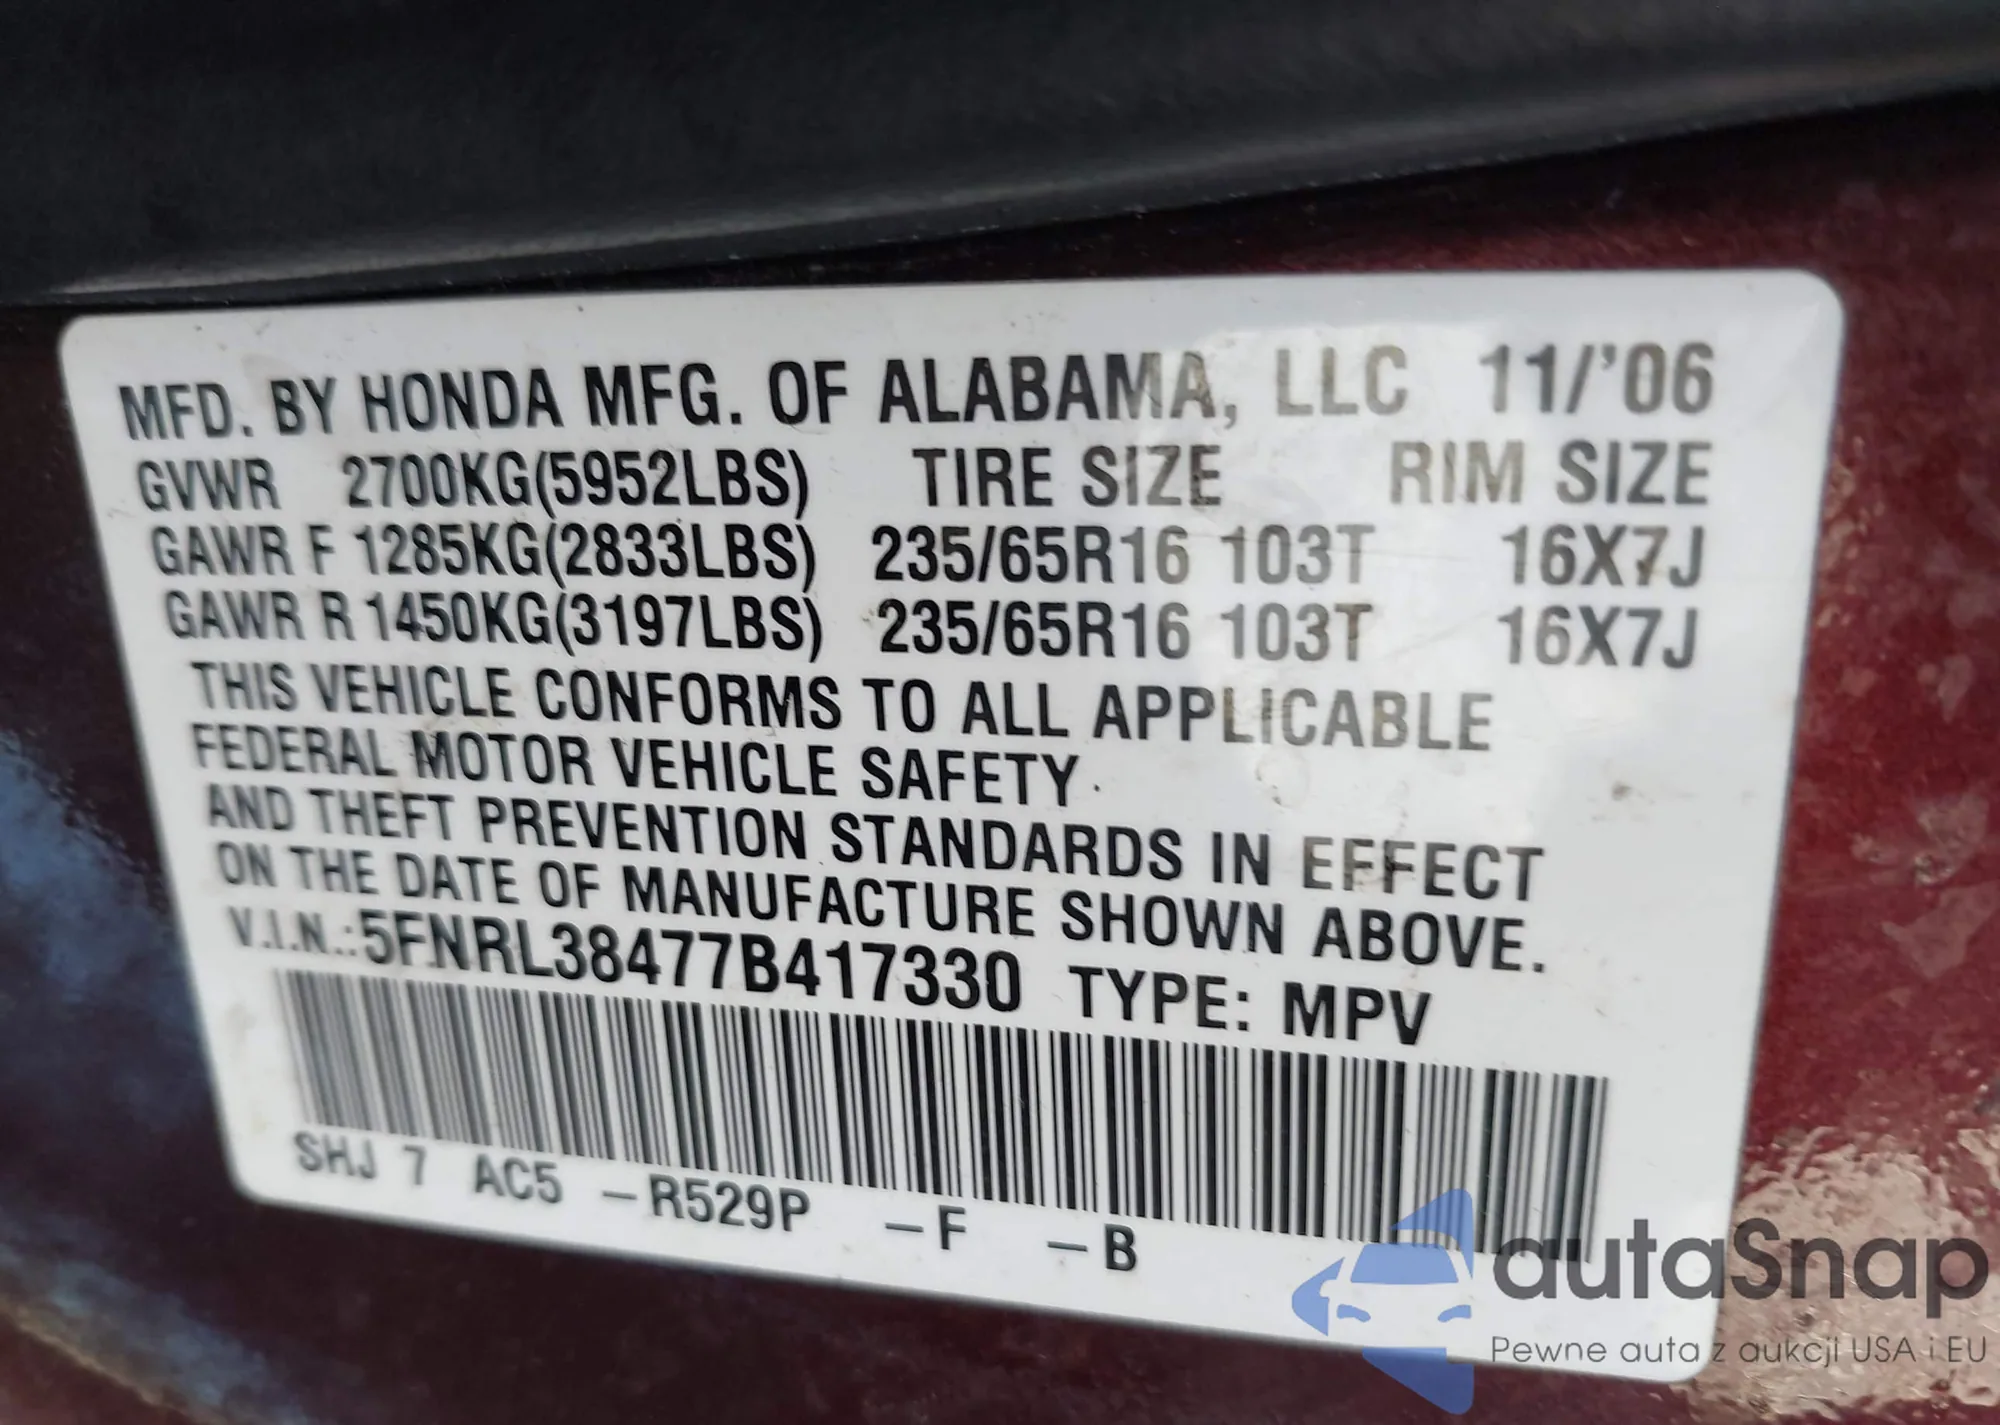 MFD. BY HONDA MFG. OF ALABAMA, LLC 11/'06
GVWR 2700KG(5952LBS) TIRE SIZE RIM SIZE
GAWR F 1285KG(2833LBS) 235/65R16 103T 16X7J
GAWR R 1450KG(3197LBS) 235/65R16 103T 16X7J
THIS VEHICLE CONFORMS TO ALL APPLICABLE
FEDERAL MOTOR VEHICLE SAFETY
AND THEFT PREVENTION STANDARDS IN EFFECT
ON THE DATE OF MANUFACTURE SHOWN ABOVE.
V.I.N.:5FNRL38477B417330 TYPE: MPV
SHJ 7 AC5 -R529P -F -B
autaSnap
Pewne auta z aukcji USA i EU